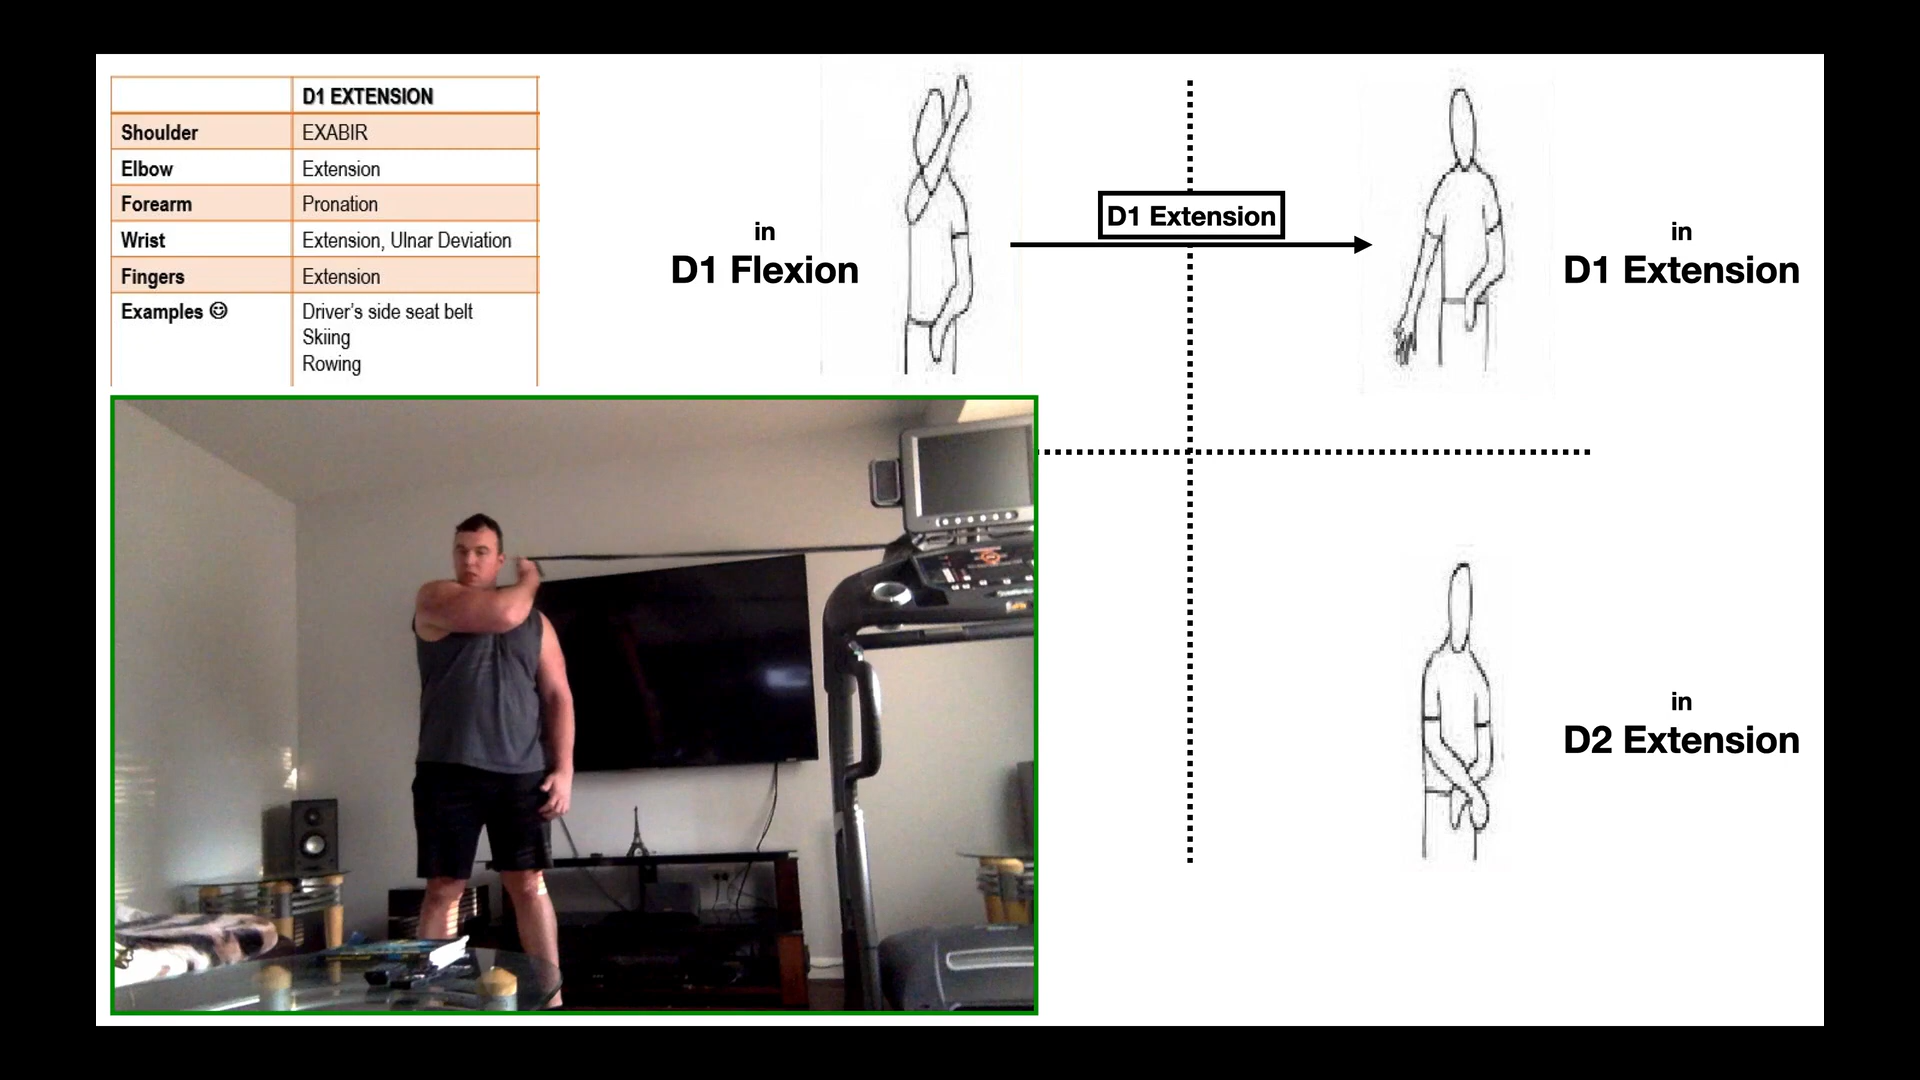 D1 EXTENSION
Shoulder EXABIR
Elbow Extension
Forearm Pronation
Wrist Extension, Ulnar Deviation
Fingers Extension
Examples ☺ Driver's side seat belt
Skiing
Rowing
in
D1 Flexion
D1 Extension
in
D1 Extension
in
D2 Extension